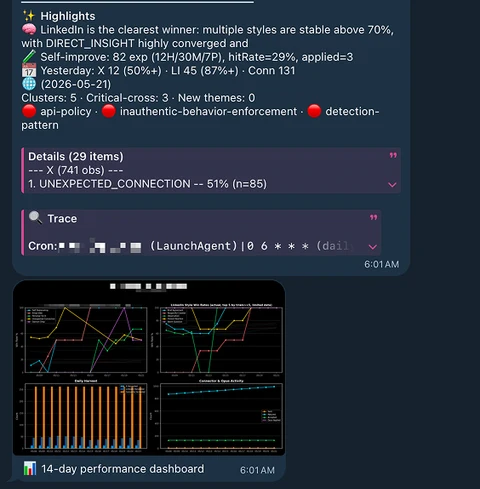 ✨ Highlights
🧠 LinkedIn is the clearest winner: multiple styles are stable above 70%,
with DIRECT_INSIGHT highly converged and
🧪 Self-improve: 82 exp (12H/30M/7P), hitRate=29%, applied=3
📅 Yesterday: X 12 (50%+) · LI 45 (87%+) · Conn 131
🌐 (2026-05-21)
Clusters: 5 · Critical-cross: 3 · New themes: 0
🔴 api-policy · 🔴 inauthentic-behavior-enforcement · 🔴 detection-
pattern
Details (29 items)
--- X (741 obs) ---
1. UNEXPECTED_CONNECTION -- 51% (n=85)
🔍 Trace
Cron: (LaunchAgent)|0 6 * * * (dail
6:01 AM
Daily Harvest
Connector & Opus Activity
📊 14-day performance dashboard
6:01 AM